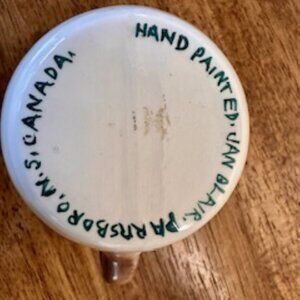 HAND PAINTED, JAN BLAIR, PARRSBORO, N.S. CANADA.